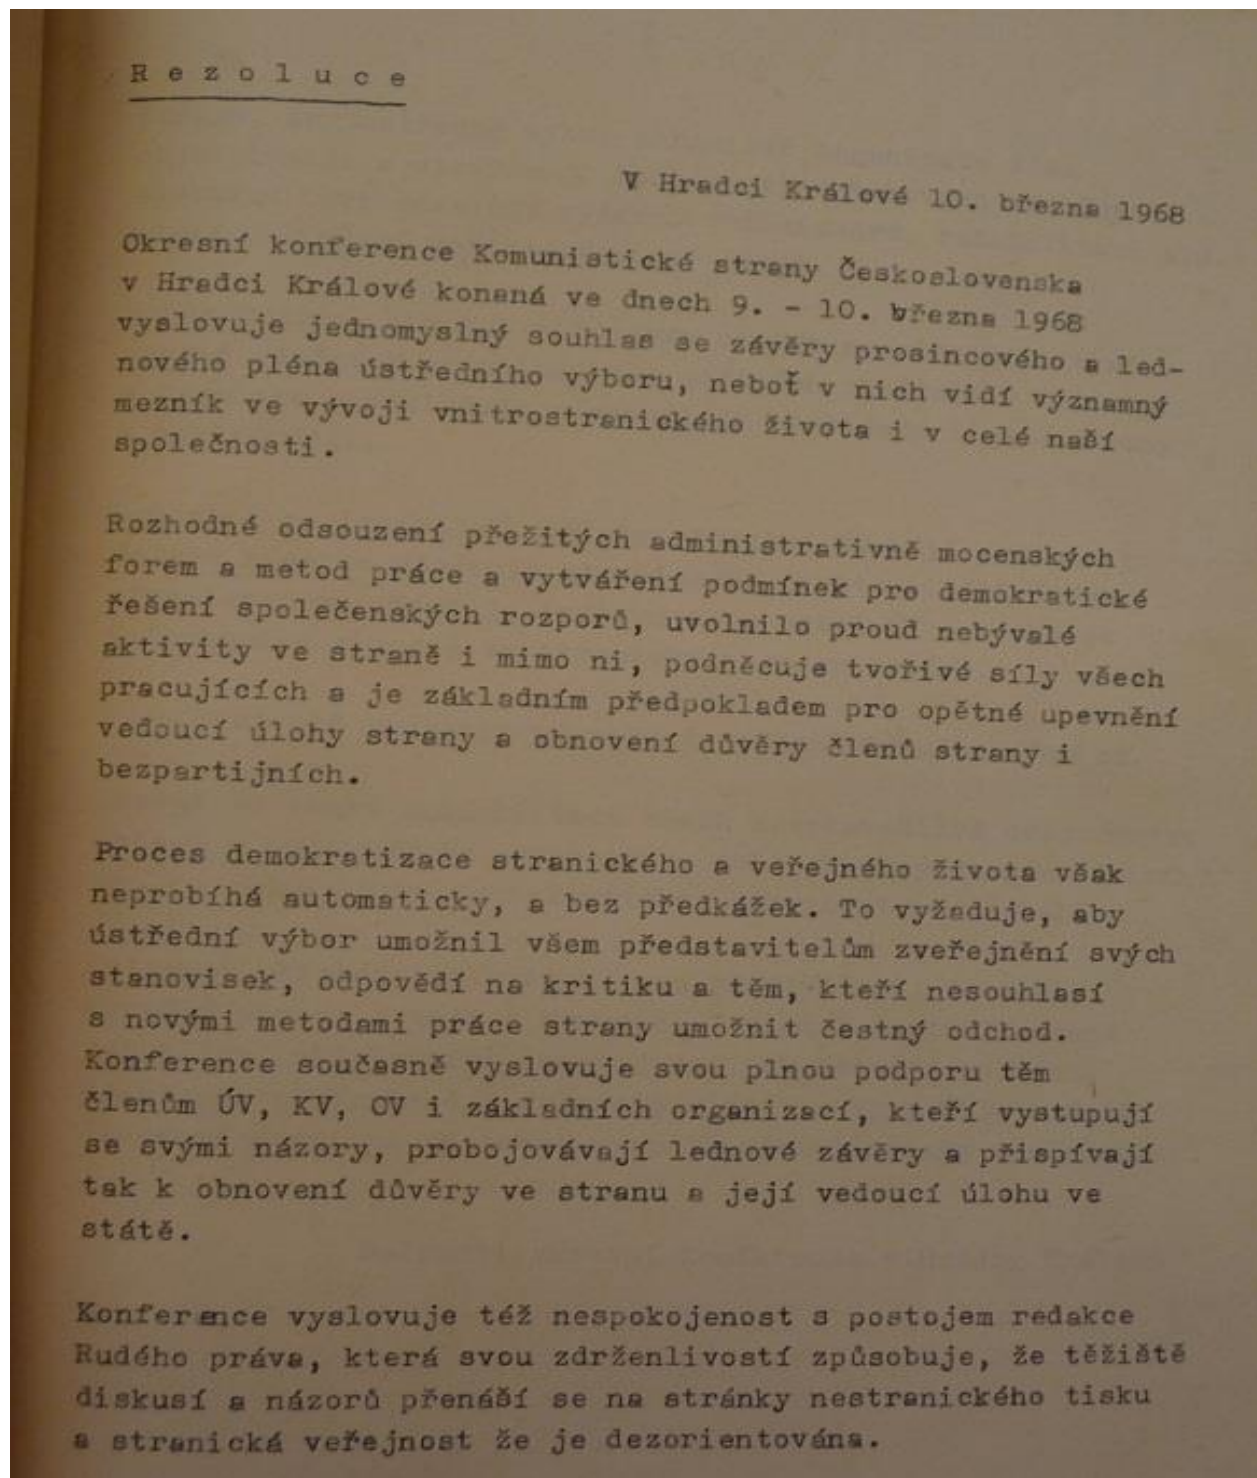 Rezoluce
V Hradci Králové 10. března 1968
Okresní konference Komunistické strany Československa
v Hradci Králové konaná ve dnech 9. - 10. března 1968
vyslovuje jednomyslný souhlas se závěry prosincového a led-
nového pléna ústředního výboru, neboť v nich vidí významný
mezník ve vývoji vnitrostranického života i v celé naší
společnosti.
Rozhodné odsouzení přežitých administrativně mocenských
forem a metod práce a vytváření podmínek pro demokratické
řešení společenských rozporů, uvolnilo proud nebývalé
aktivity ve straně i mimo ni, podněcuje tvořivé síly všech
pracujících a je základním předpokladem pro opětné upevnění
vedoucí úlohy strany a obnovení důvěry členů strany i
bezpartijních.
Proces demokratizace stranického a veřejného života však
neprobíhá automaticky, a bez předkážek. To vyžaduje, aby
ústřední výbor umožnil všem představitelům zveřejnění svých
stanovisek, odpovědí na kritiku a těm, kteří nesouhlasí
s novými metodami práce strany umožnit čestný odchod.
Konference současně vyslovuje svou plnou podporu těm
členům ÚV, KV, OV i základních organizací, kteří vystupují
se svými názory, probojovávají lednové závěry a přispívají
tak k obnovení důvěry ve stranu a její vedoucí úlohu ve
státě.
Konference vyslovuje též nespokojenost s postojem redakce
Rudého práva, která svou zdrženlivostí způsobuje, že těžiště
diskusí a názorů přenáší se na stránky nestranického tisku
a stranická veřejnost že je dezorientována.